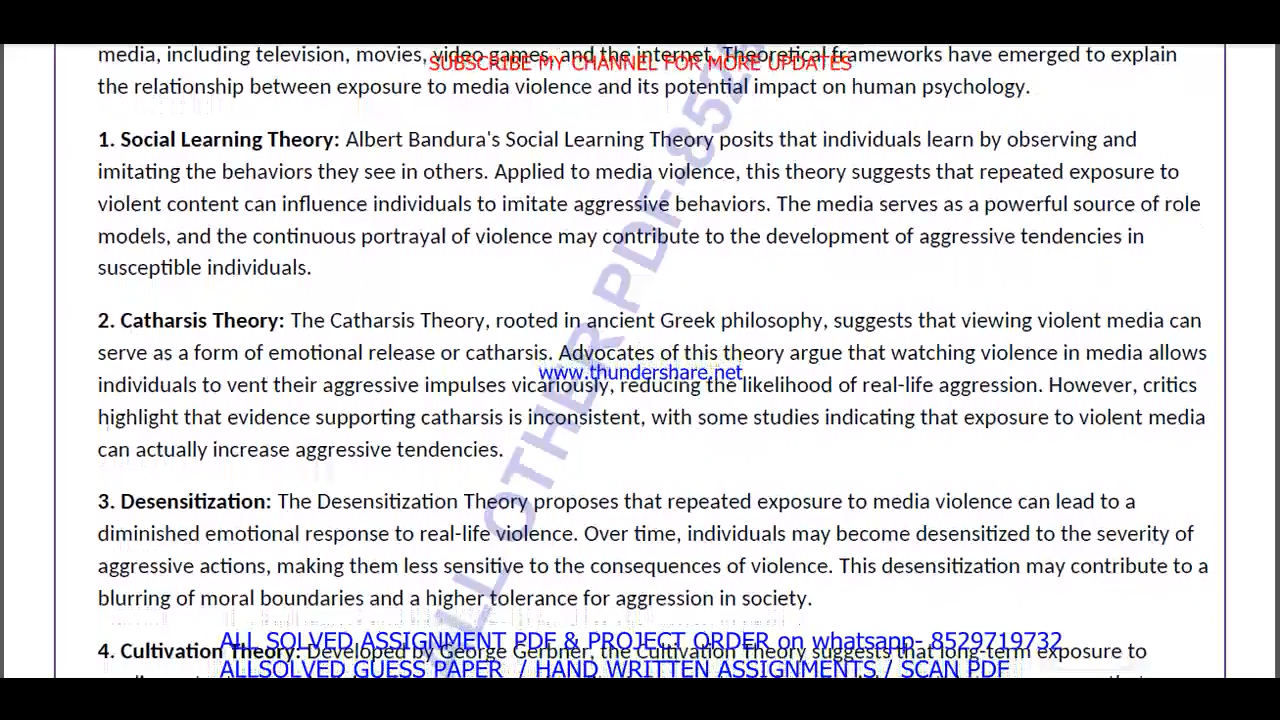 media, including television, movies, video games, and the internet. Theoretical frameworks have emerged to explain
SUBSCRIBE MY CHANNEL FOR MORE UPDATES
the relationship between exposure to media violence and its potential impact on human psychology.
1. Social Learning Theory: Albert Bandura's Social Learning Theory posits that individuals learn by observing and
imitating the behaviors they see in others. Applied to media violence, this theory suggests that repeated exposure to
violent content can influence individuals to imitate aggressive behaviors. The media serves as a powerful source of role
models, and the continuous portrayal of violence may contribute to the development of aggressive tendencies in
susceptible individuals.
2. Catharsis Theory: The Catharsis Theory, rooted in ancient Greek philosophy, suggests that viewing violent media can
serve as a form of emotional release or catharsis. Advocates of this theory argue that watching violence in media allows
www.thundershare.net
individuals to vent their aggressive impulses vicariously, reducing the likelihood of real-life aggression. However, critics
highlight that evidence supporting catharsis is inconsistent, with some studies indicating that exposure to violent media
can actually increase aggressive tendencies.
3. Desensitization: The Desensitization Theory proposes that repeated exposure to media violence can lead to a
diminished emotional response to real-life violence. Over time, individuals may become desensitized to the severity of
aggressive actions, making them less sensitive to the consequences of violence. This desensitization may contribute to a
blurring of moral boundaries and a higher tolerance for aggression in society.
ALL SOLVED ASSIGNMENT PDF & PROJECT ORDER on whatsapp- 8529719732
4. Cultivation Theory: Developed by George Gerbner, the Cultivation Theory suggests that long-term exposure to
ALLSOLVED GUESS PAPER / HAND WRITTEN ASSIGNMENTS / SCAN PDF
ALL OTHER PDF-852